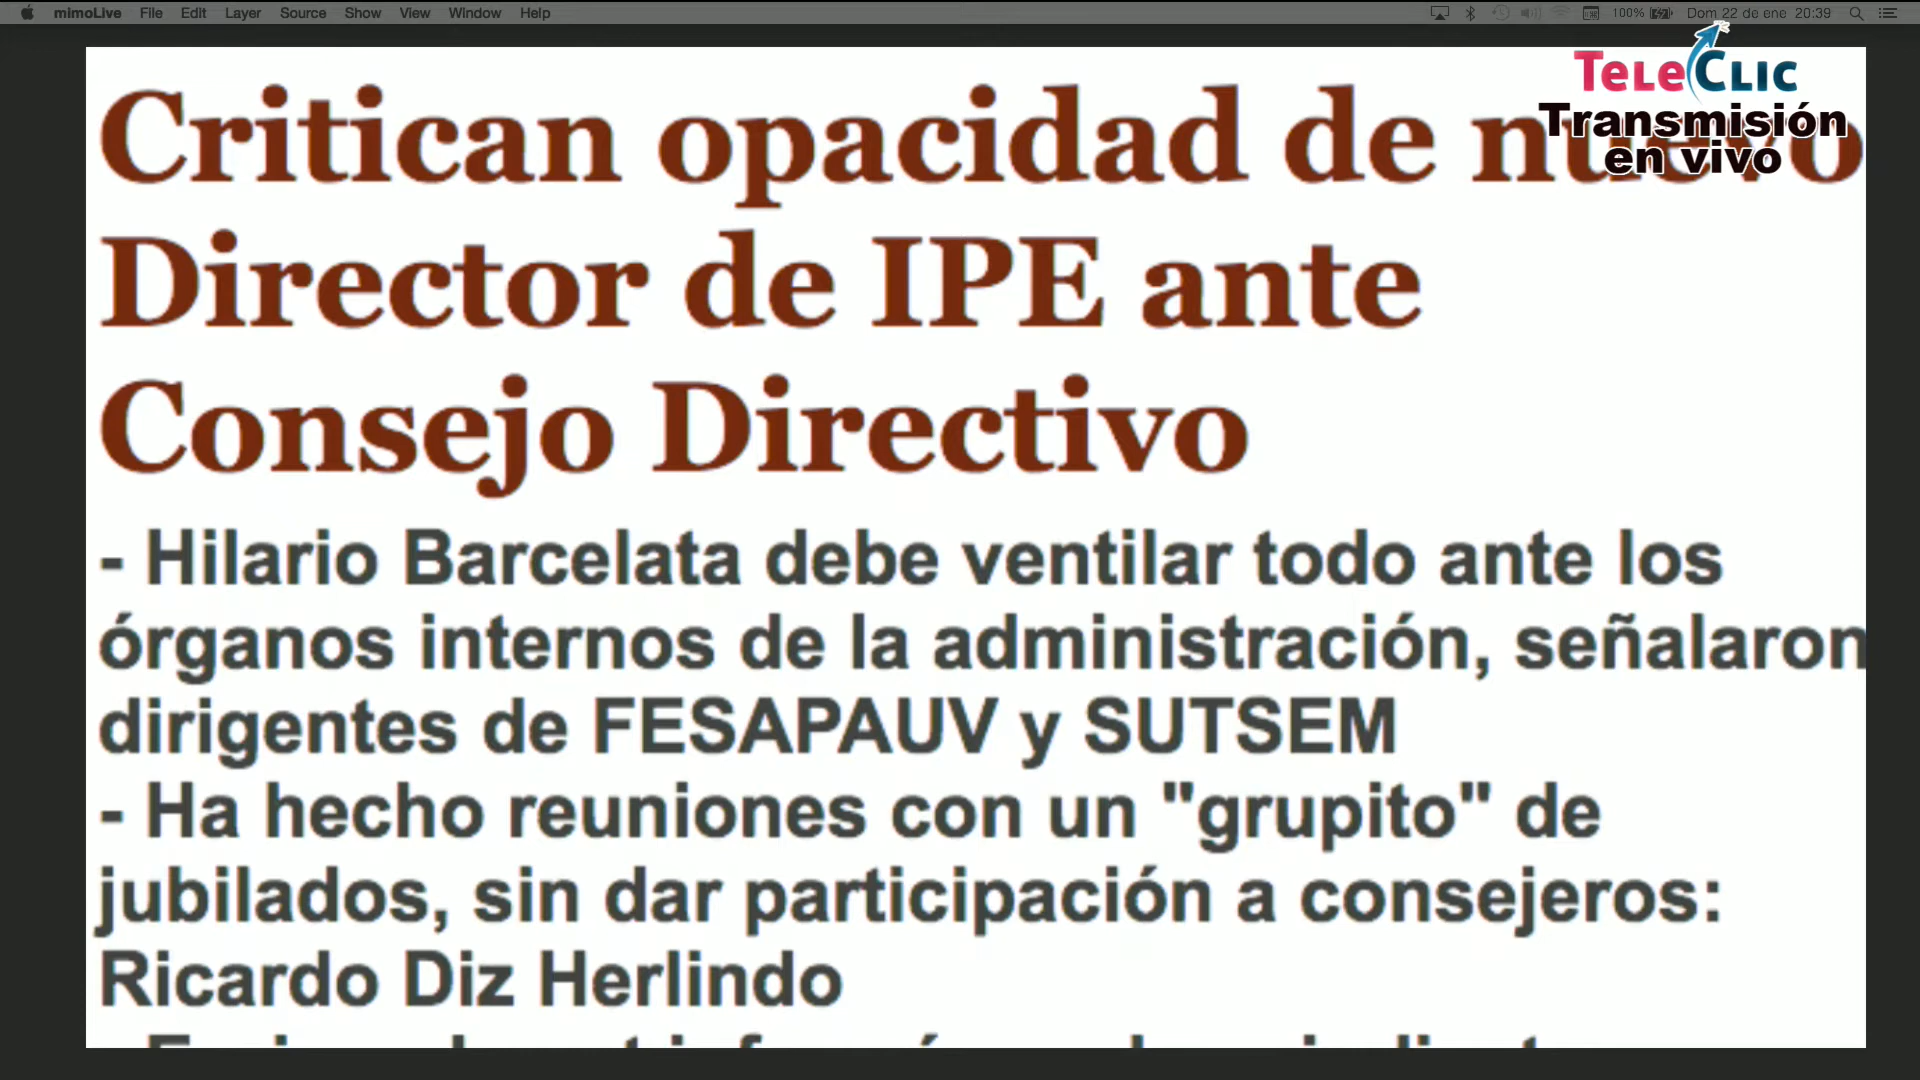 mimoLive File Edit Layer Source Show View Window Help 100% Dom 22 de ene 20:39
TELECLIC
Transmisión
en vivo
Critican opacidad de nuevo
Director de IPE ante
Consejo Directivo
- Hilario Barcelata debe ventilar todo ante los
órganos internos de la administración, señalaron
dirigentes de FESAPAUV y SUTSEM
- Ha hecho reuniones con un "grupito" de
jubilados, sin dar participación a consejeros:
Ricardo Diz Herlindo